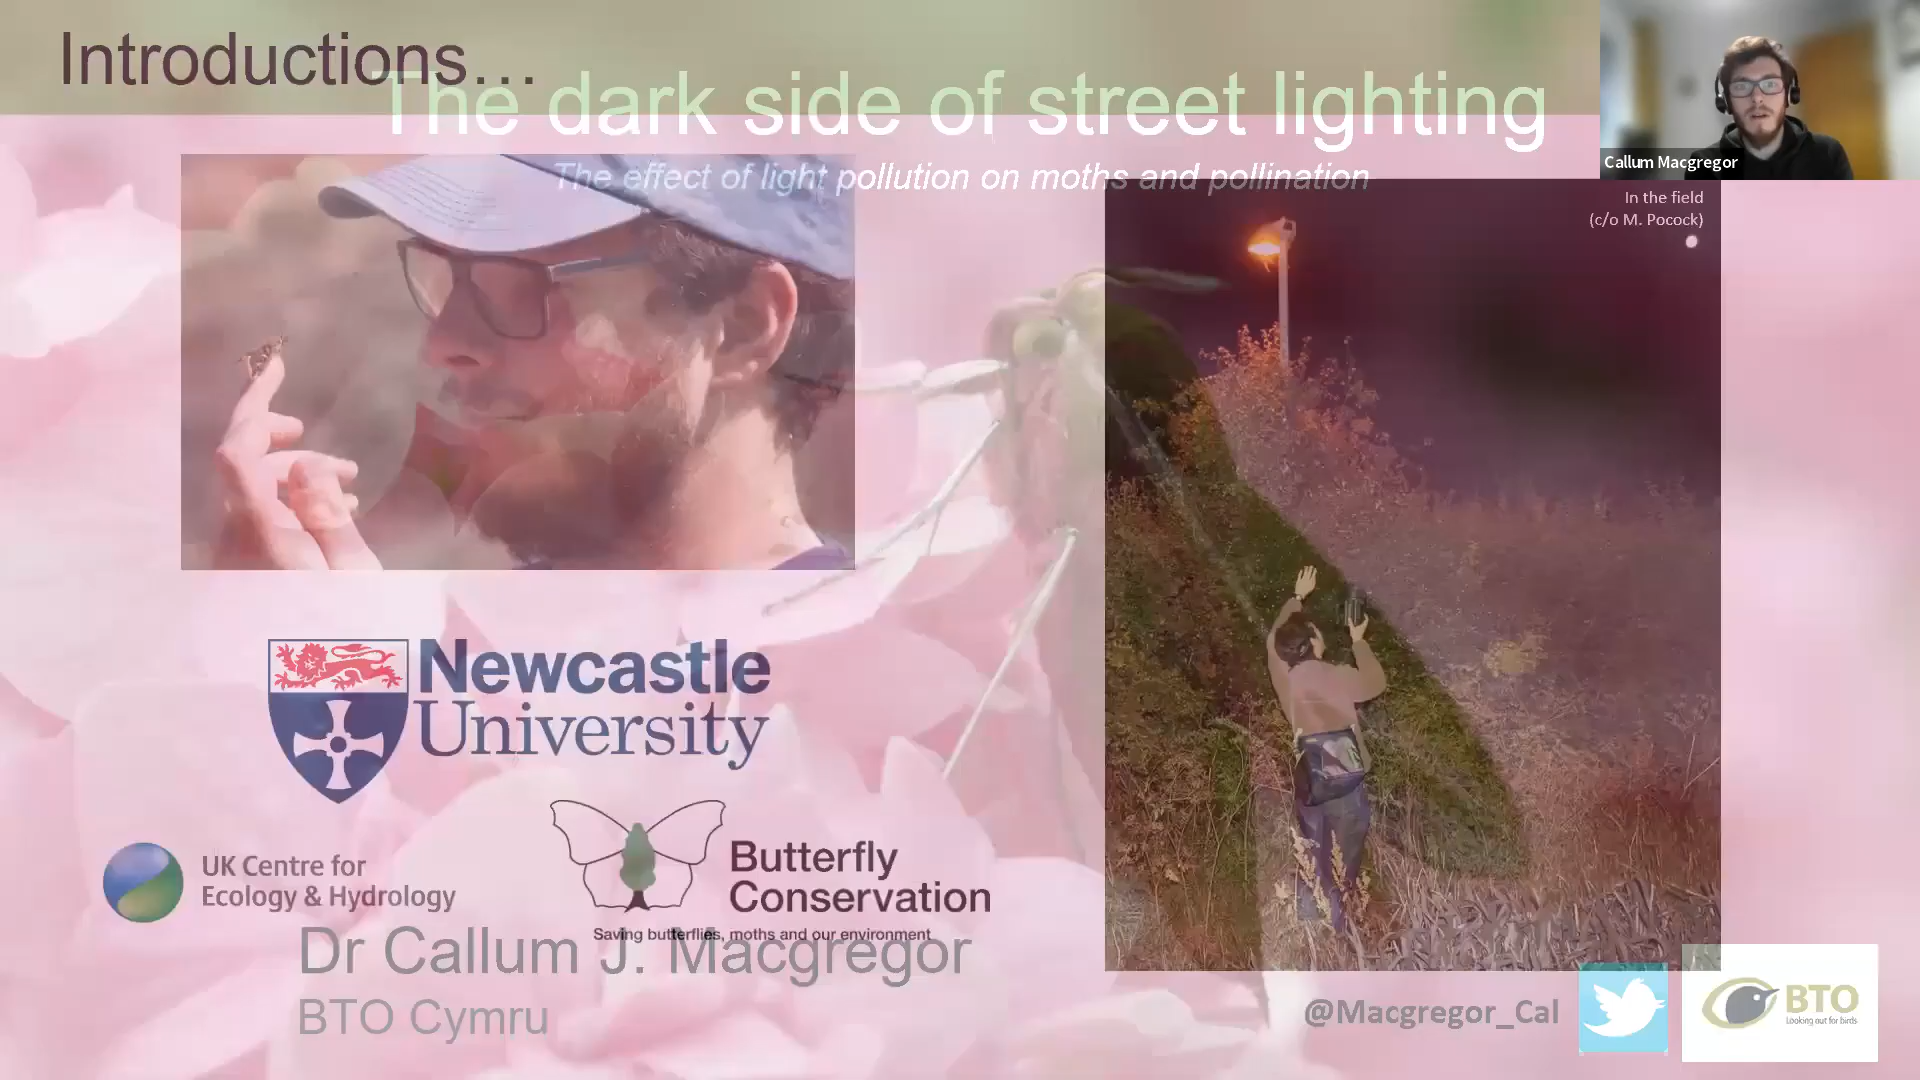 Introductions…
The dark side of street lighting
The effect of light pollution on moths and pollination
Callum Macgregor
In the field
(c/o M. Pocock)
Newcastle
University
UK Centre for
Ecology & Hydrology
Butterfly
Conservation
Saving butterflies, moths and our environment
Dr Callum J. Macgregor
BTO Cymru
@Macgregor_Cal
BTO
Looking out for birds